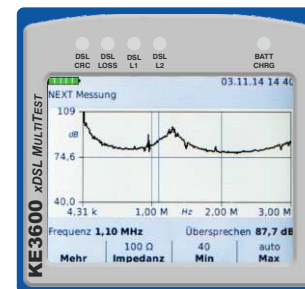 DSL CRC
DSL LOSS
DSL L1
DSL L2
BATT CHRG
03.11.14 14 40
NEXT Messung
109
dB
74,6
40.0
4.31 k
1,00 M
Hz
2,00 M
3,00 M
Frequenz 1,10 MHz
Übersprechen 87,7 dB
100 Ω
40
auto
Mehr
Impedanz
Min
Max
KE3600 xDSL MULTITEST